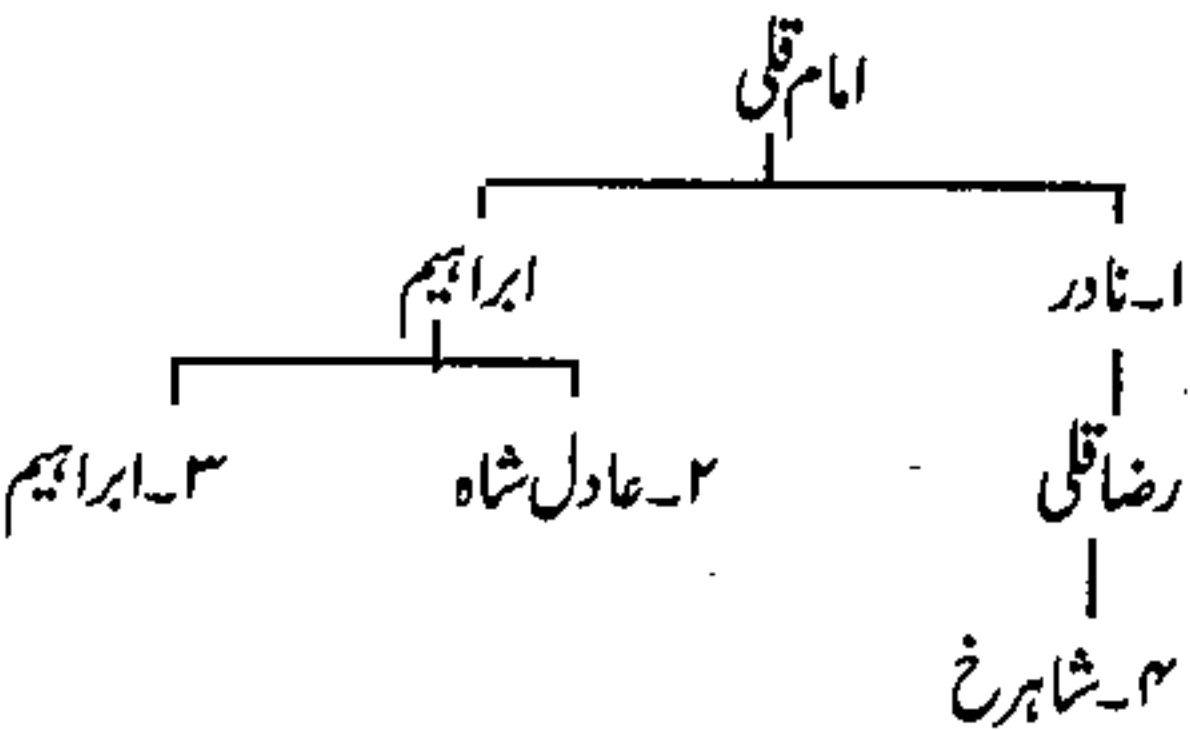 امام قلی
۱۔نادر
ابراہیم
رضا قلی
۲۔عادل شاہ
۳۔ابراہیم
۴۔شاہرخ